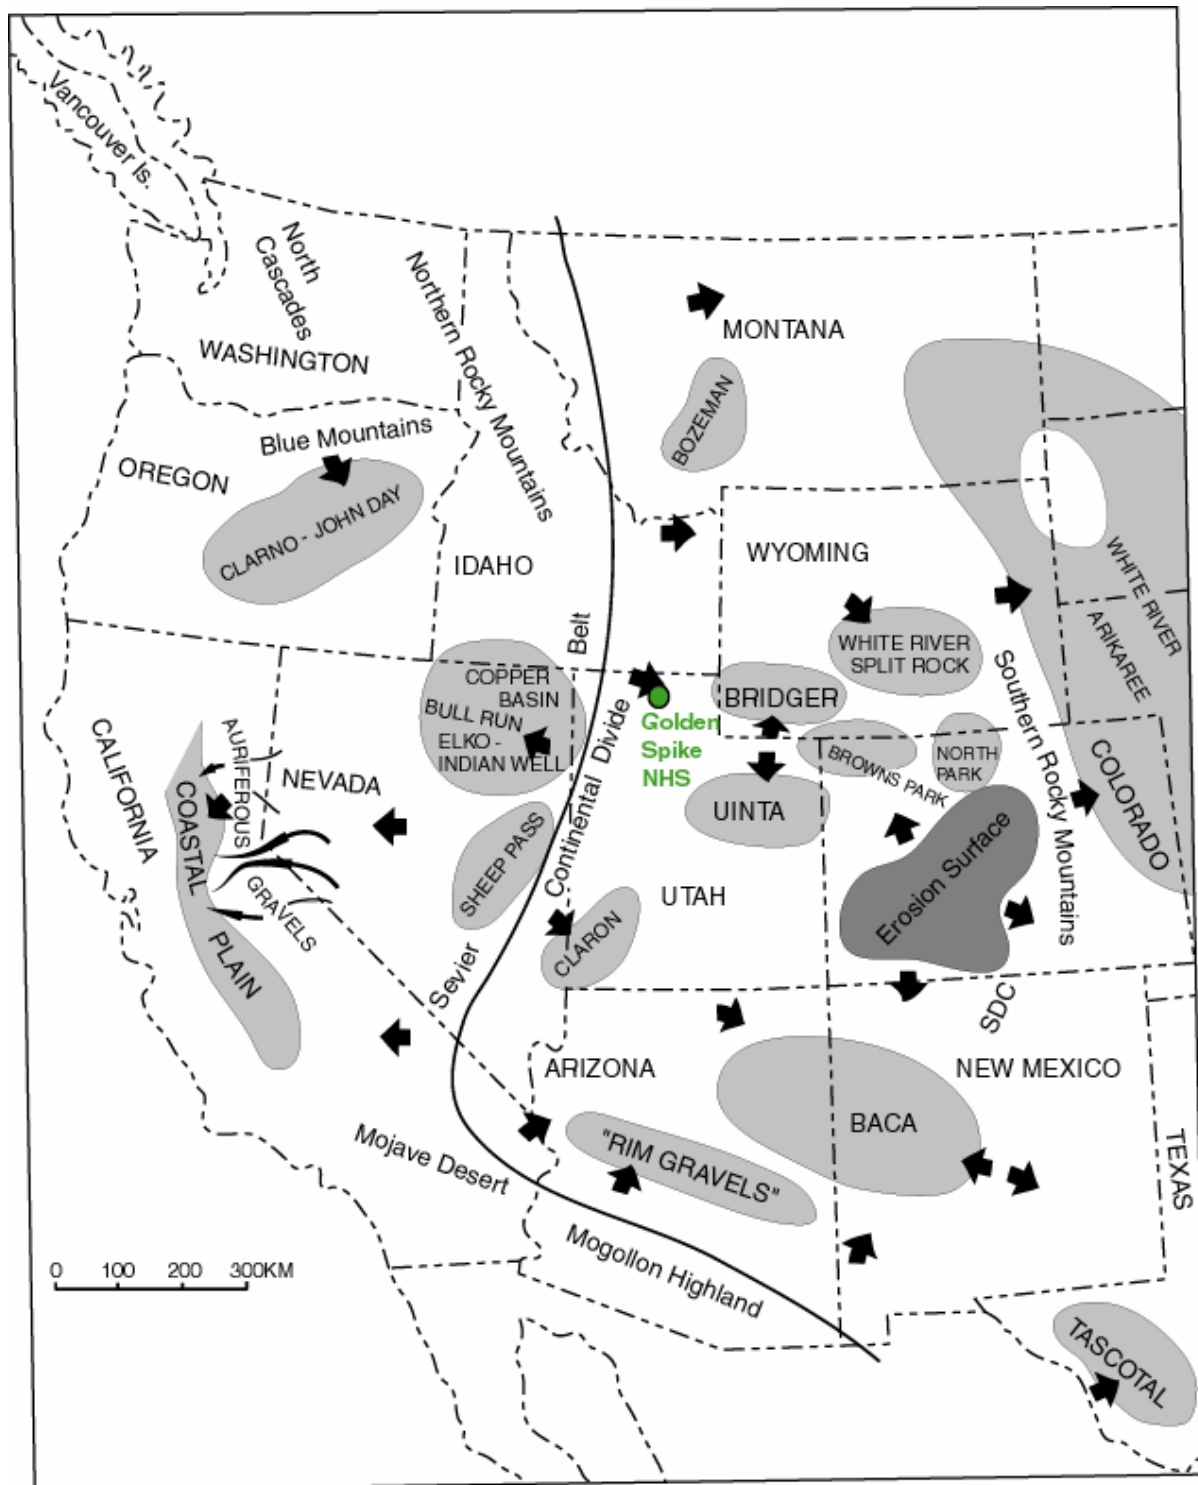 Vancouver Is.
North
Cascades
Northern Rocky Mountains
WASHINGTON
MONTANA
BOZEMAN
Blue Mountains
OREGON
CLARNO - JOHN DAY
IDAHO
WYOMING
WHITE RIVER
ARIKAREE
Belt
WHITE RIVER
SPLIT ROCK
COPPER
BASIN
BULL RUN
ELKO -
INDIAN WELL
BRIDGER
Golden
Spike
NHS
Continental Divide
Southern Rocky Mountains
CALIFORNIA
AURIFEROUS
GRAVELS
COASTAL
PLAIN
NEVADA
SHEEP PASS
BROWNS PARK
NORTH
PARK
COLORADO
UINTA
UTAH
Erosion Surface
CLARON
Sevier
SDC
ARIZONA
NEW MEXICO
BACA
"RIM GRAVELS"
Mojave Desert
Mogollon Highland
TEXAS
0 100 200 300KM
TASCOTAL